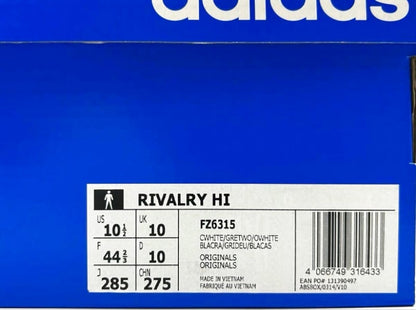 adidas
RIVALRY HI
US 10½ UK 10
F 44⅔ D 10
J 285 CHN 275
FZ6315
CWHITE/GRETWO/OWHITE
BLACRA/GRIDEU/BLACAS
ORIGINALS
ORIGINALS
MADE IN VIETNAM
FABRIQUÉ AU VIETNAM
4 066749 316433
EAN PO# 131390497
ABSBOX/0314/V10